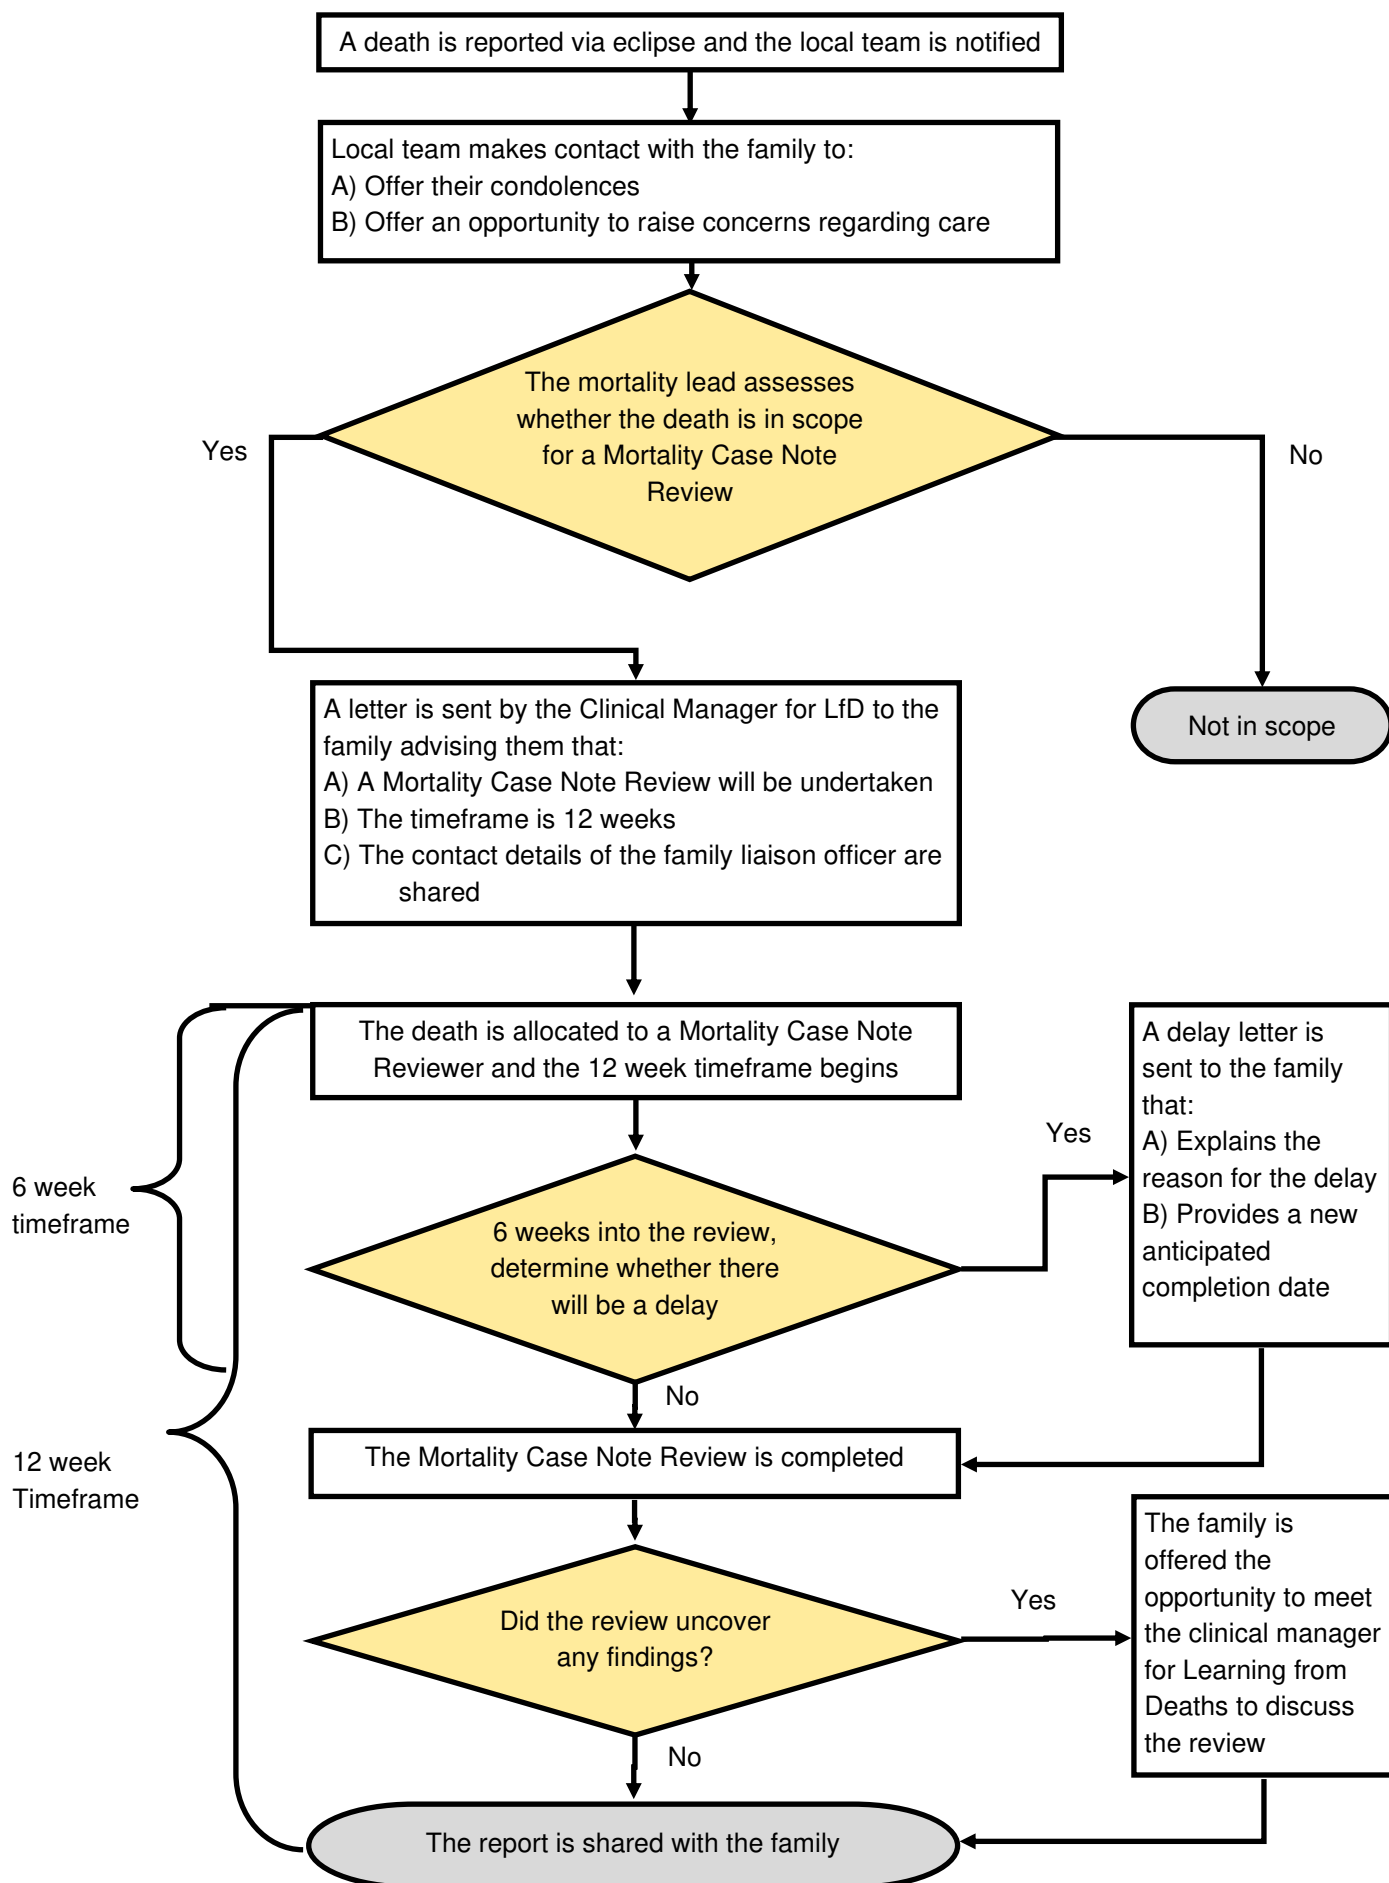 A death is reported via eclipse and the local team is notified
Local team makes contact with the family to:
A) Offer their condolences
B) Offer an opportunity to raise concerns regarding care
The mortality lead assesses
whether the death is in scope
for a Mortality Case Note
Review
Yes
No
A letter is sent by the Clinical Manager for LfD to the
family advising them that:
A) A Mortality Case Note Review will be undertaken
B) The timeframe is 12 weeks
C) The contact details of the family liaison officer are
shared
Not in scope
The death is allocated to a Mortality Case Note
Reviewer and the 12 week timeframe begins
A delay letter is
sent to the family
that:
A) Explains the
reason for the delay
B) Provides a new
anticipated
completion date
Yes
6 week
timeframe
6 weeks into the review,
determine whether there
will be a delay
No
The Mortality Case Note Review is completed
12 week
Timeframe
The family is
offered the
opportunity to meet
the clinical manager
for Learning from
Deaths to discuss
the review
Yes
Did the review uncover
any findings?
No
The report is shared with the family